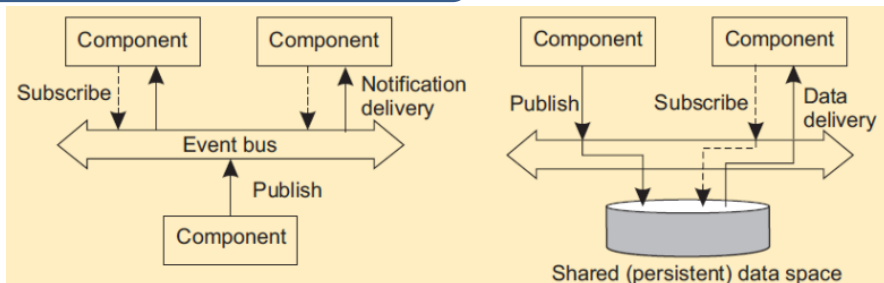 Component
Component
Subscribe
Notification
delivery
Event bus
Publish
Component
Component
Component
Publish
Subscribe
Data
delivery
Shared (persistent) data space